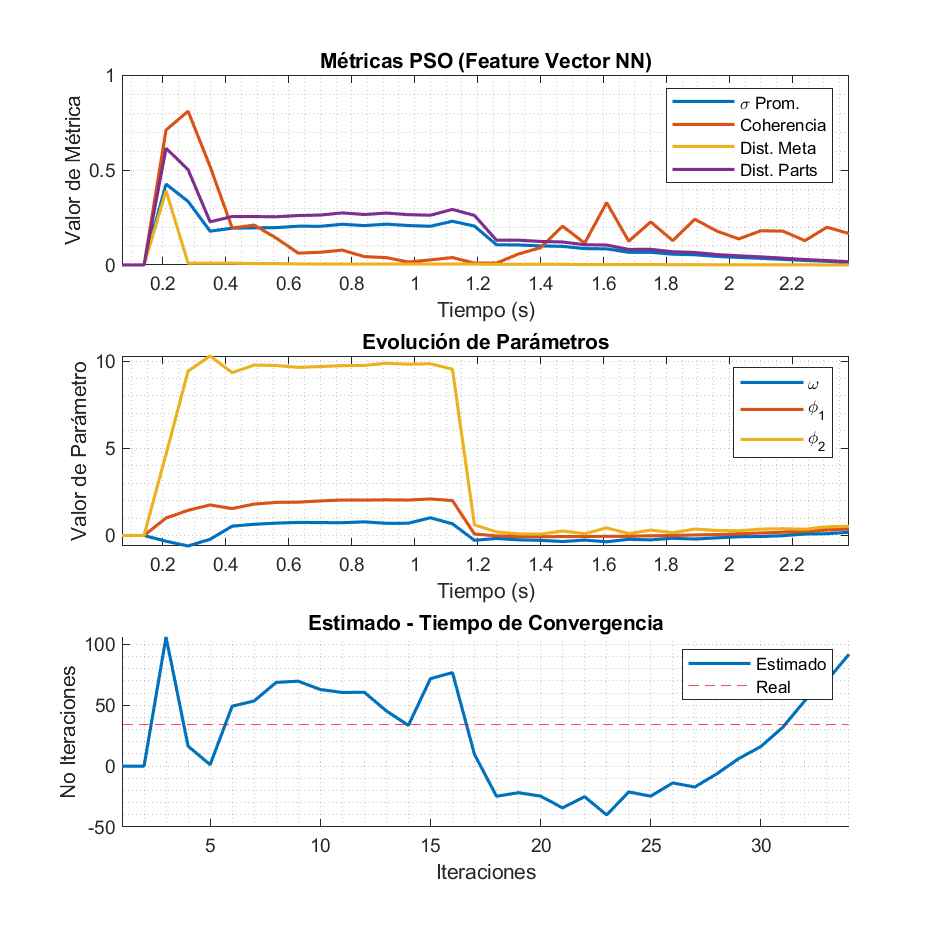 Métricas PSO (Feature Vector NN)
Valor de Métrica
1
0.5
0
σ Prom.
Coherencia
Dist. Meta
Dist. Parts
0.2 0.4 0.6 0.8 1 1.2 1.4 1.6 1.8 2 2.2
Tiempo (s)
Evolución de Parámetros
Valor de Parámetro
10
5
0
ω
ϕ1
ϕ2
0.2 0.4 0.6 0.8 1 1.2 1.4 1.6 1.8 2 2.2
Tiempo (s)
Estimado - Tiempo de Convergencia
No Iteraciones
100
50
0
-50
Estimado
Real
5 10 15 20 25 30
Iteraciones